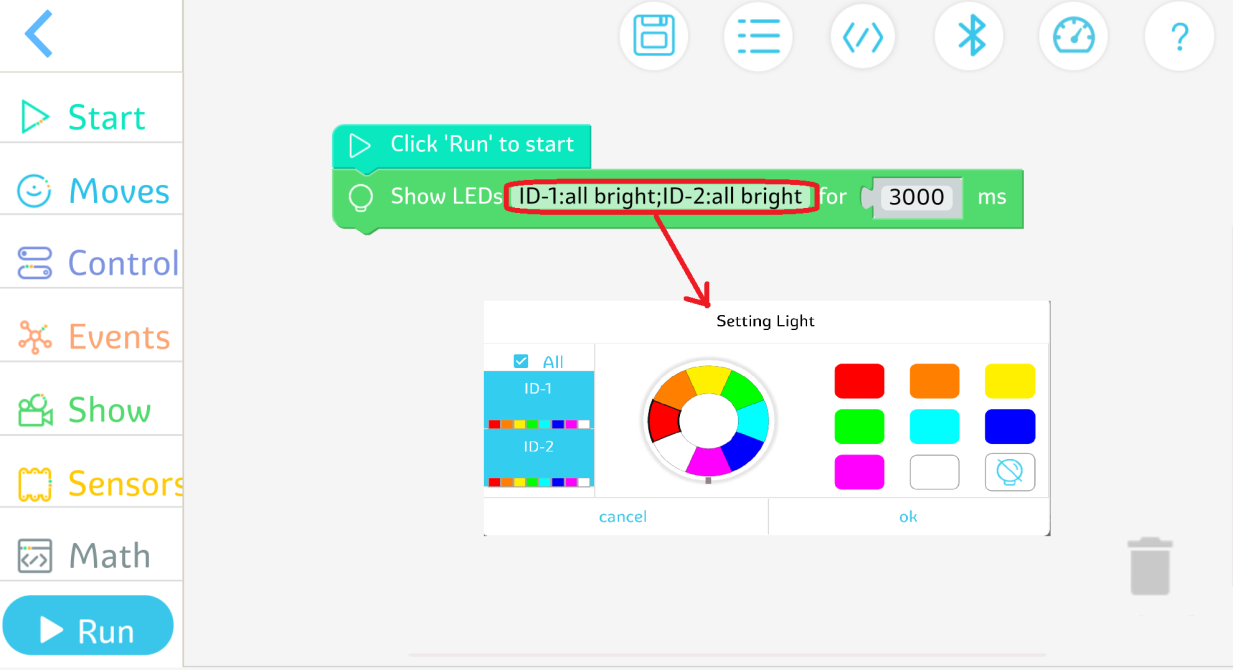 Start
Moves
Control
Events
Show
Sensors
Math
Run
?
Click 'Run' to start
Show LEDs ID-1:all bright;ID-2:all bright for 3000 ms
Setting Light
All
ID-1
ID-2
cancel
ok